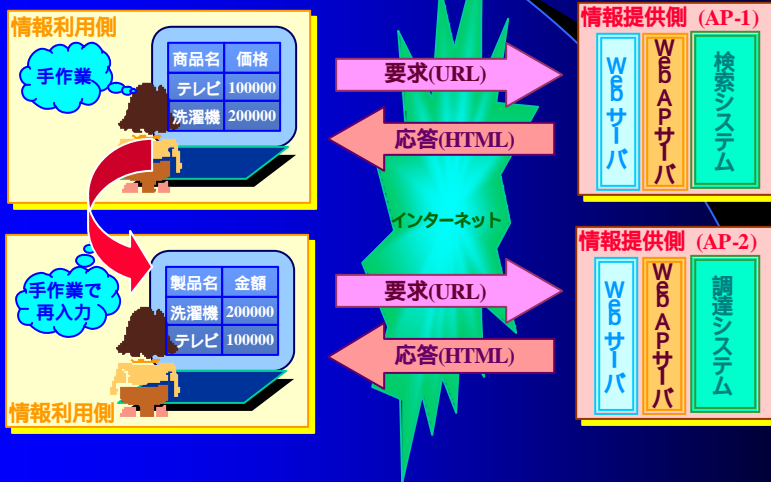 情報利用側
手作業
商品名 価格
テレビ 100000
洗濯機 200000
要求(URL)
応答(HTML)
情報提供側 (AP-1)
Webサーバ
Web APサーバ
検索システム
インターネット
手作業で
再入力
製品名 金額
洗濯機 200000
テレビ 100000
情報利用側
要求(URL)
応答(HTML)
情報提供側 (AP-2)
Webサーバ
Web APサーバ
調達システム